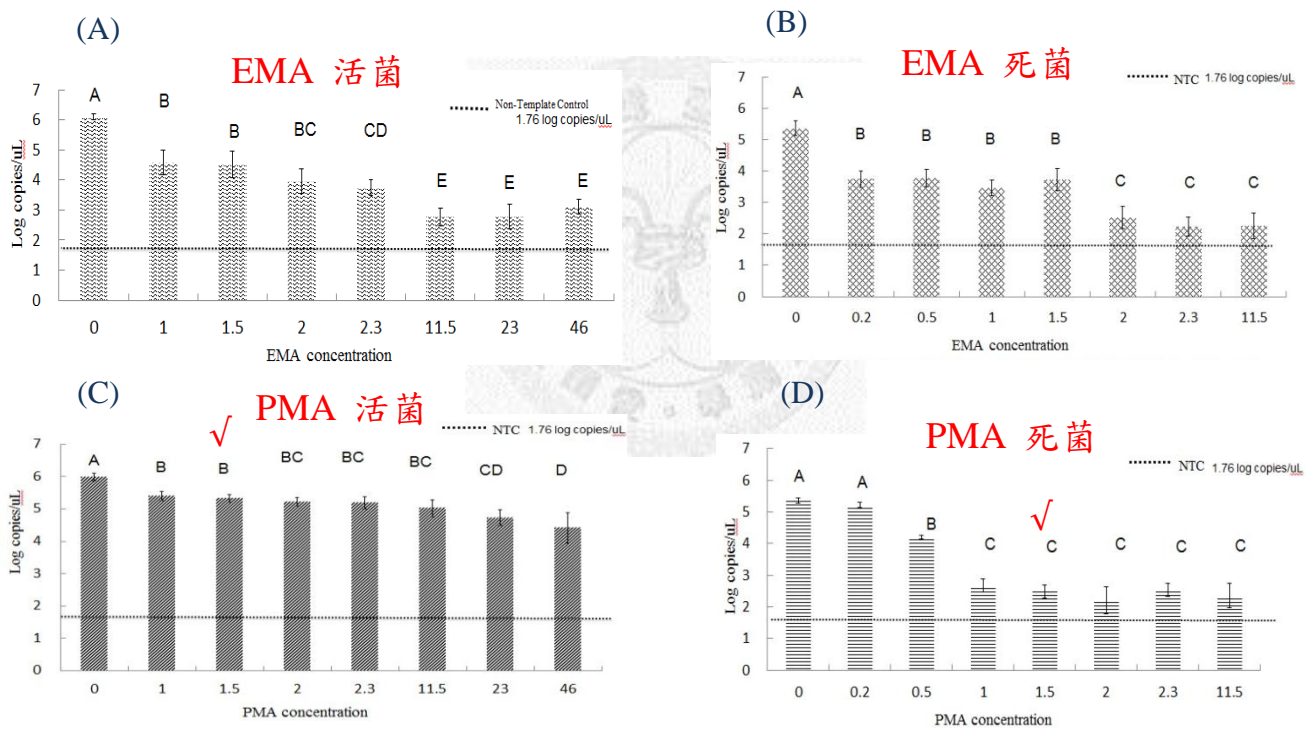 (A)
EMA 活菌
Non-Template Control
1.76 log copies/uL
Log copies/uL
7
6
5
4
3
2
1
0
A
B
B
BC
CD
E
E
E
0 1 1.5 2 2.3 11.5 23 46
EMA concentration
(B)
EMA 死菌
NTC 1.76 log copies/uL
Log copies/uL
7
6
5
4
3
2
1
0
A
B
B
B
B
C
C
C
0 0.2 0.5 1 1.5 2 2.3 11.5
EMA concentration
(C)
PMA 活菌
√
NTC 1.76 log copies/uL
Log copies/uL
7
6
5
4
3
2
1
0
A
B
B
BC
BC
BC
CD
D
0 1 1.5 2 2.3 11.5 23 46
PMA concentration
(D)
PMA 死菌
NTC 1.76 log copies/uL
√
Log copies/uL
7
6
5
4
3
2
1
0
A
A
B
C
C
C
C
C
0 0.2 0.5 1 1.5 2 2.3 11.5
PMA concentration